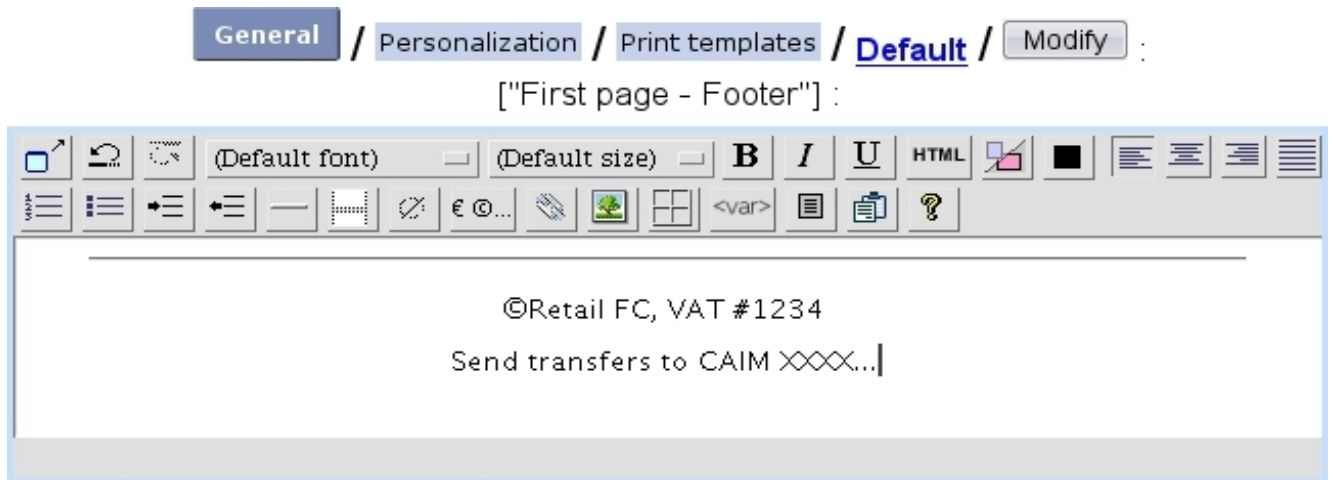 General / Personalization / Print templates / Default / Modify :
["First page - Footer"] :
(Default font) (Default size) B I U HTML
€ ©... <var> ?
©Retail FC, VAT #1234
Send transfers to CAIM XXXX...